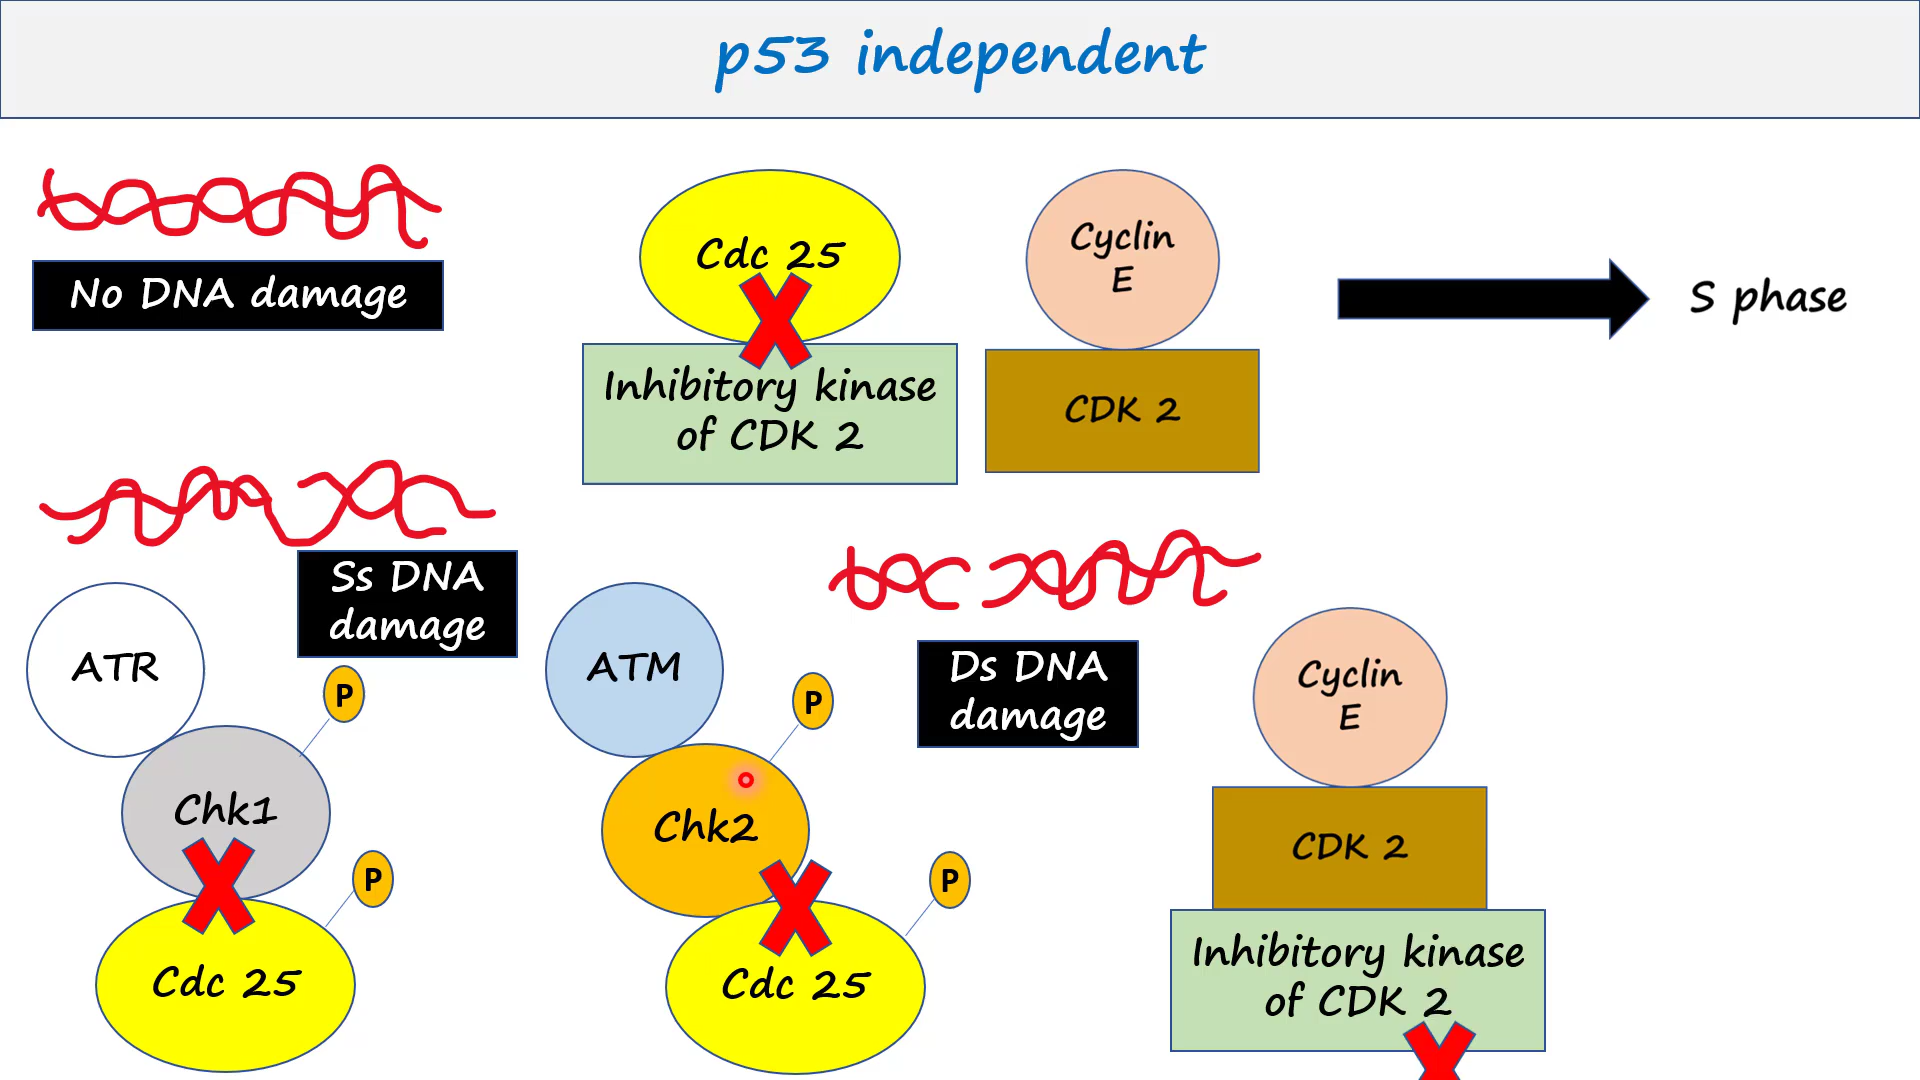 p53 independent
No DNA damage
Cdc 25
Inhibitory kinase
of CDK 2
Cyclin
E
CDK 2
S phase
Ss DNA
damage
ATR
P
Chk1
P
Cdc 25
ATM
P
Chk2
P
Cdc 25
Ds DNA
damage
Cyclin
E
CDK 2
Inhibitory kinase
of CDK 2